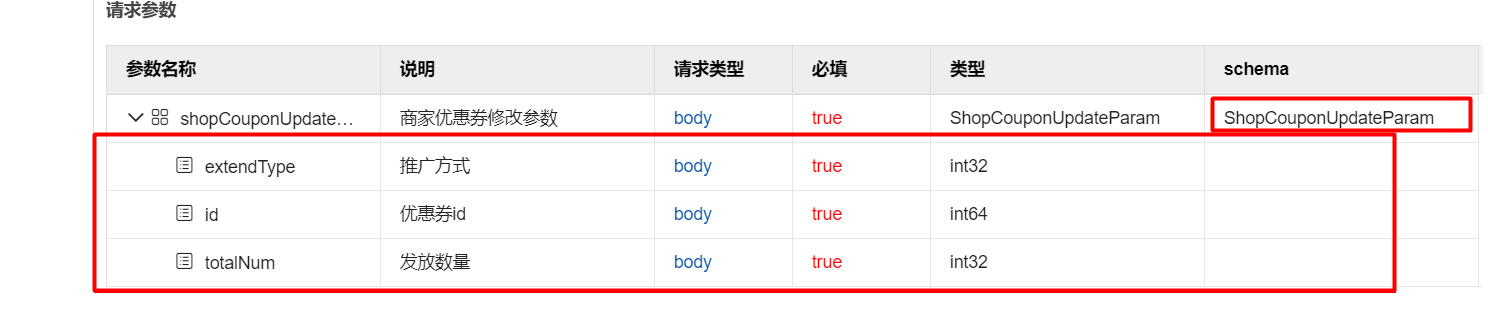 请求参数
参数名称 说明 请求类型 必填 类型 schema
shopCouponUpdate… 商家优惠券修改参数 body true ShopCouponUpdateParam ShopCouponUpdateParam
extendType 推广方式 body true int32
id 优惠券id body true int64
totalNum 发放数量 body true int32